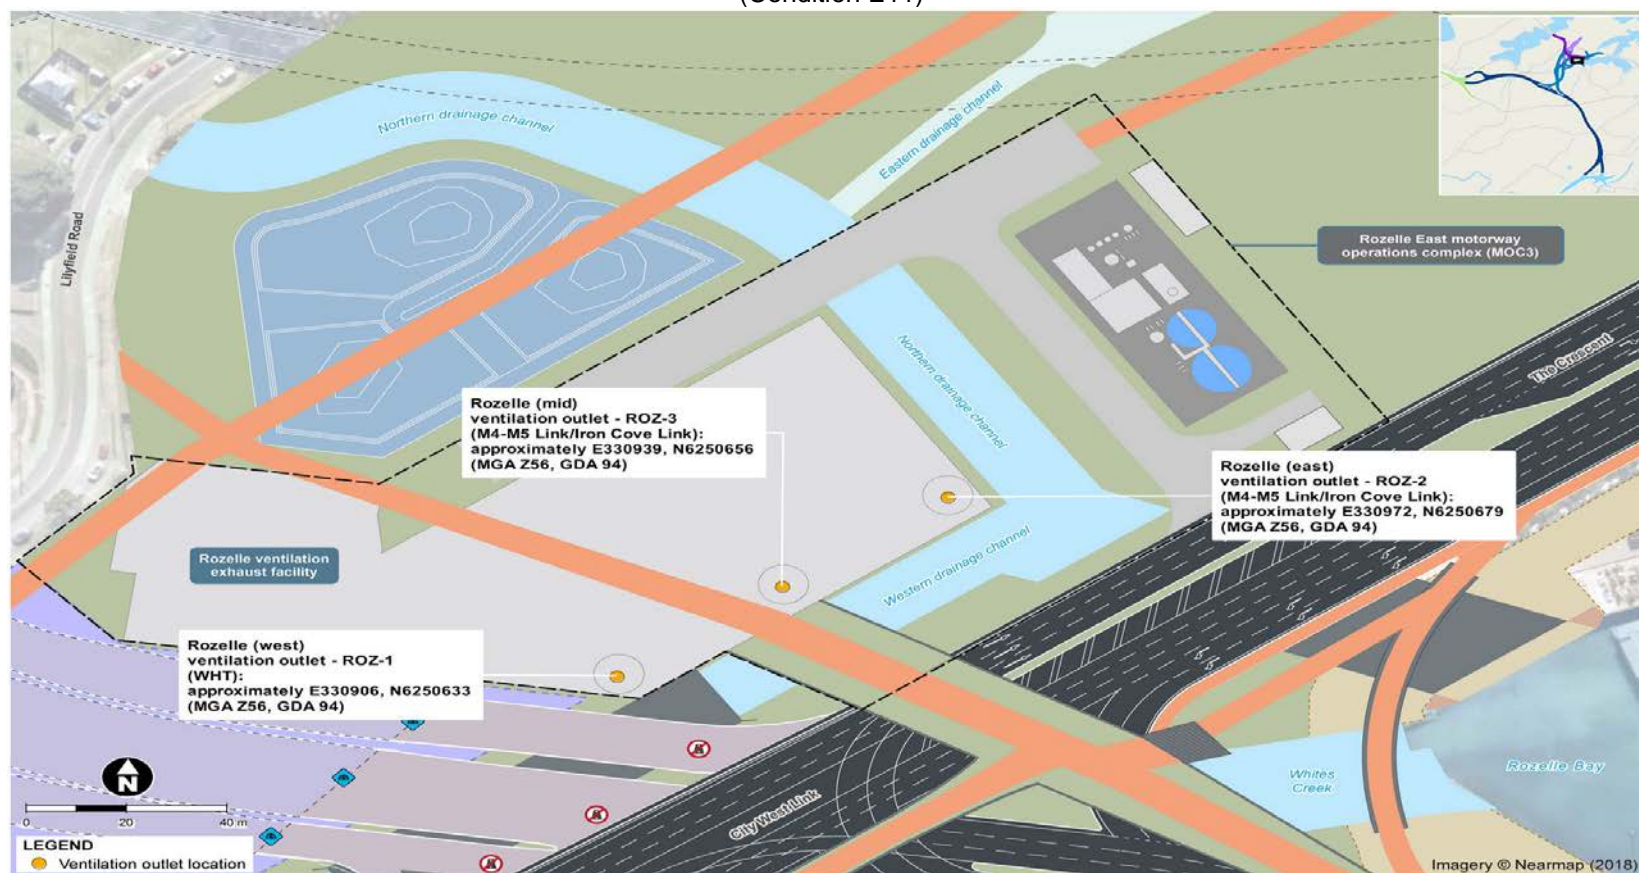 (Condition E11)
Northern drainage channel
Eastern drainage channel
Lilyfield Road
Rozelle East motorway
operations complex (MOC3)
The Crescent
Northern drainage channel
Rozelle (mid)
ventilation outlet - ROZ-3
(M4-M5 Link/Iron Cove Link):
approximately E330939, N6250656
(MGA Z56, GDA 94)
Rozelle (east)
ventilation outlet - ROZ-2
(M4-M5 Link/Iron Cove Link):
approximately E330972, N6250679
(MGA Z56, GDA 94)
Rozelle ventilation
exhaust facility
Western drainage channel
Rozelle (west)
ventilation outlet - ROZ-1
(WHT):
approximately E330906, N6250633
(MGA Z56, GDA 94)
N
0 20 40 m
City West Link
Whites
Creek
Rozelle Bay
LEGEND
Ventilation outlet location
Imagery © Nearmap (2018)